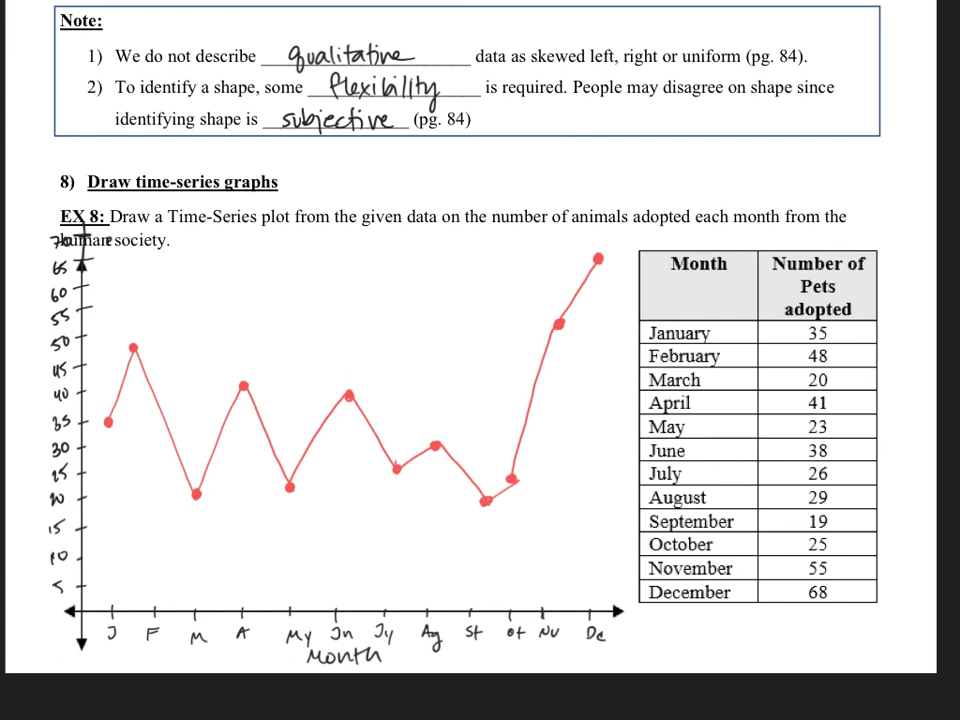 Note:
1) We do not describe qualitative data as skewed left, right or uniform (pg. 84).
2) To identify a shape, some flexibility is required. People may disagree on shape since
identifying shape is subjective (pg. 84)
8) Draw time-series graphs
EX 8: Draw a Time-Series plot from the given data on the number of animals adopted each month from the
humane society.
70
65
60
55
50
45
40
35
30
25
20
15
10
5
J F M A My Jn Jy Ag St Ot Nv De
Month
Month Number of
Pets
adopted
January 35
February 48
March 20
April 41
May 23
June 38
July 26
August 29
September 19
October 25
November 55
December 68